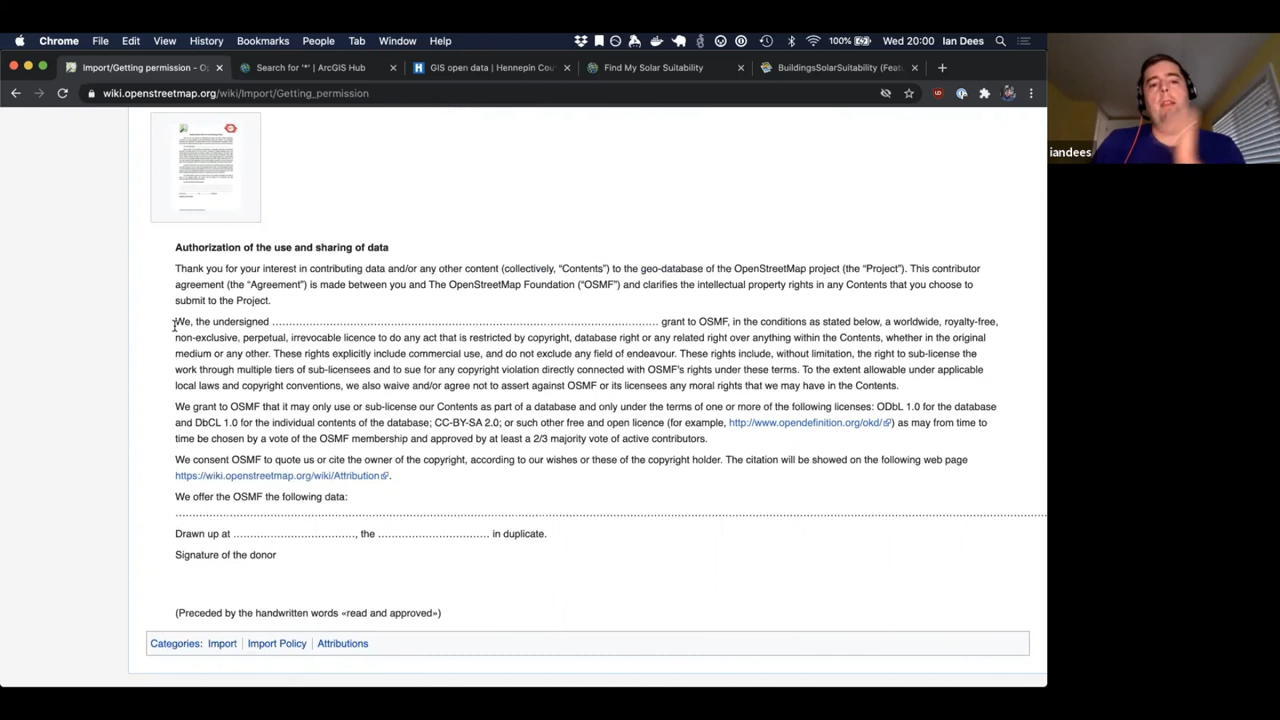 Chrome File Edit View History Bookmarks People Tab Window Help 100% Wed 20:00 Ian Dees
Import/Getting permission - O Search for '*' | ArcGIS Hub GIS open data | Hennepin Cou Find My Solar Suitability BuildingsSolarSuitability (Featu
wiki.openstreetmap.org/wiki/Import/Getting_permission
iandees
Authorization of the use and sharing of data
Thank you for your interest in contributing data and/or any other content (collectively, “Contents”) to the geo-database of the OpenStreetMap project (the “Project”). This contributor
agreement (the “Agreement”) is made between you and The OpenStreetMap Foundation (“OSMF”) and clarifies the intellectual property rights in any Contents that you choose to
submit to the Project.
We, the undersigned ........................................................................................................................ grant to OSMF, in the conditions as stated below, a worldwide, royalty-free,
non-exclusive, perpetual, irrevocable licence to do any act that is restricted by copyright, database right or any related right over anything within the Contents, whether in the original
medium or any other. These rights explicitly include commercial use, and do not exclude any field of endeavour. These rights include, without limitation, the right to sub-license the
work through multiple tiers of sub-licensees and to sue for any copyright violation directly connected with OSMF's rights under these terms. To the extent allowable under applicable
local laws and copyright conventions, we also waive and/or agree not to assert against OSMF or its licensees any moral rights that we may have in the Contents.
We grant to OSMF that it may only use or sub-license our Contents as part of a database and only under the terms of one or more of the following licenses: ODbL 1.0 for the database
and DbCL 1.0 for the individual contents of the database; CC-BY-SA 2.0; or such other free and open licence (for example, http://www.opendefinition.org/okd/) as may from time to
time be chosen by a vote of the OSMF membership and approved by at least a 2/3 majority vote of active contributors.
We consent OSMF to quote us or cite the owner of the copyright, according to our wishes or these of the copyright holder. The citation will be showed on the following web page
https://wiki.openstreetmap.org/wiki/Attribution.
We offer the OSMF the following data:
........................................................................................................................
Drawn up at ....................................., the ................................. in duplicate.
Signature of the donor
(Preceded by the handwritten words «read and approved»)
Categories: Import Import Policy Attributions